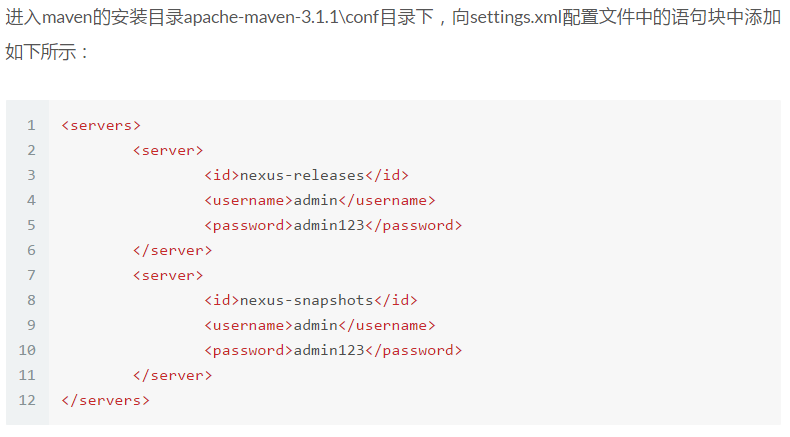 进入maven的安装目录apache-maven-3.1.1\conf目录下，向settings.xml配置文件中的语句块中添加
如下所示：
1 <servers>
2 <server>
3 <id>nexus-releases</id>
4 <username>admin</username>
5 <password>admin123</password>
6 </server>
7 <server>
8 <id>nexus-snapshots</id>
9 <username>admin</username>
10 <password>admin123</password>
11 </server>
12 </servers>